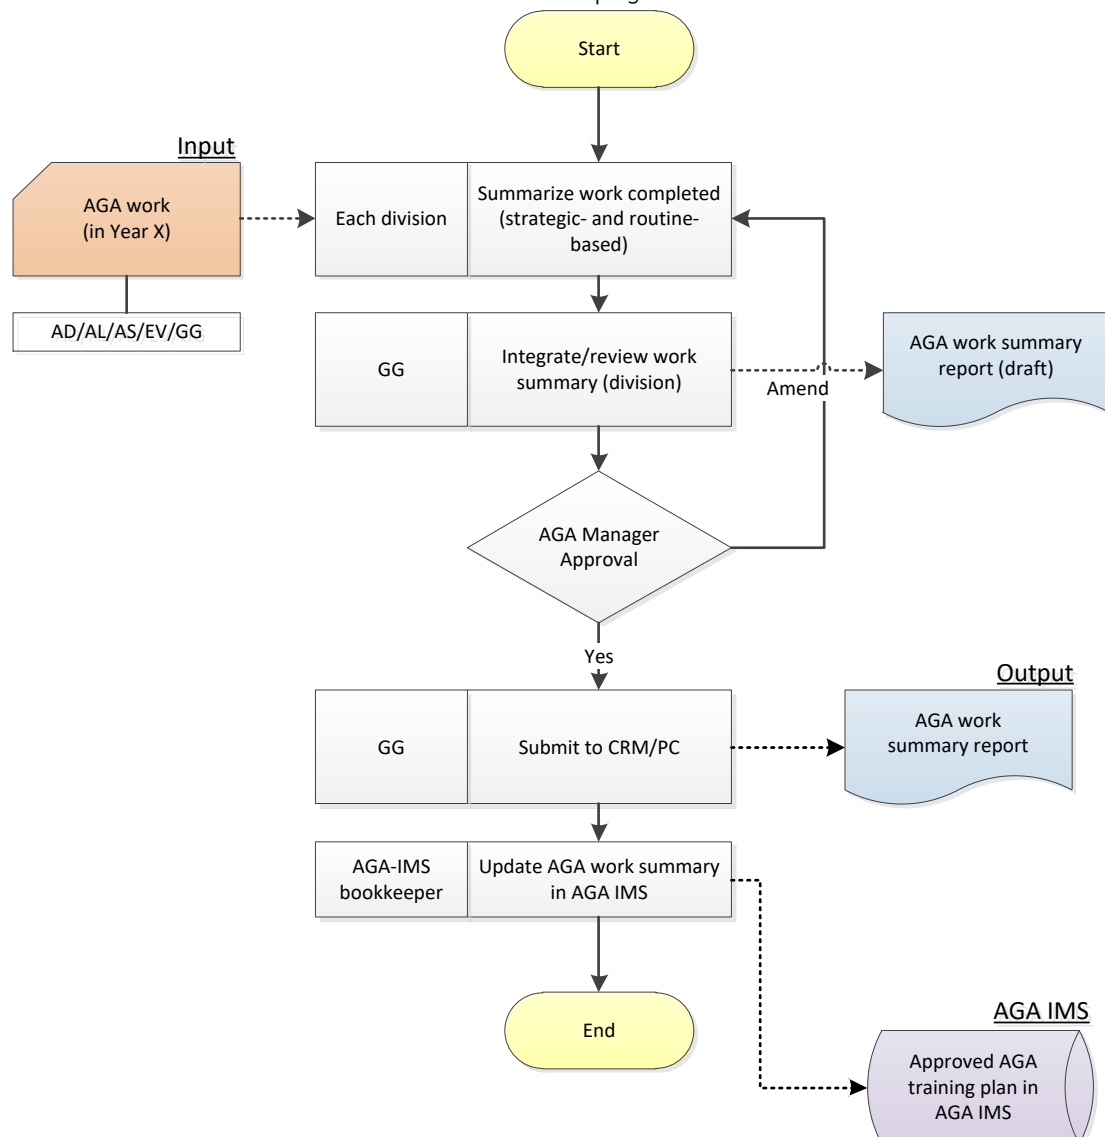 Start
Input
AGA work
(in Year X)
AD/AL/AS/EV/GG
Each division
Summarize work completed
(strategic- and routine-
based)
GG
Integrate/review work
summary (division)
Amend
AGA work summary
report (draft)
AGA Manager
Approval
Yes
GG
Submit to CRM/PC
Output
AGA work
summary report
AGA-IMS
bookkeeper
Update AGA work summary
in AGA IMS
End
AGA IMS
Approved AGA
training plan in
AGA IMS